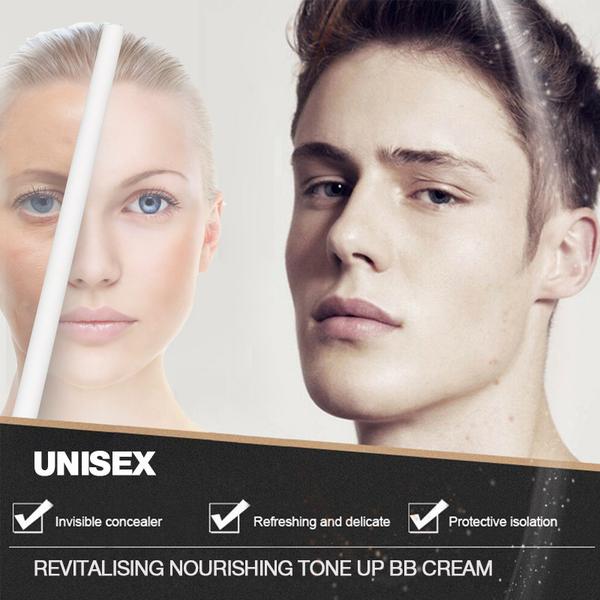 UNISEX
Invisible concealer Refreshing and delicate Protective isolation
REVITALISING NOURISHING TONE UP BB CREAM